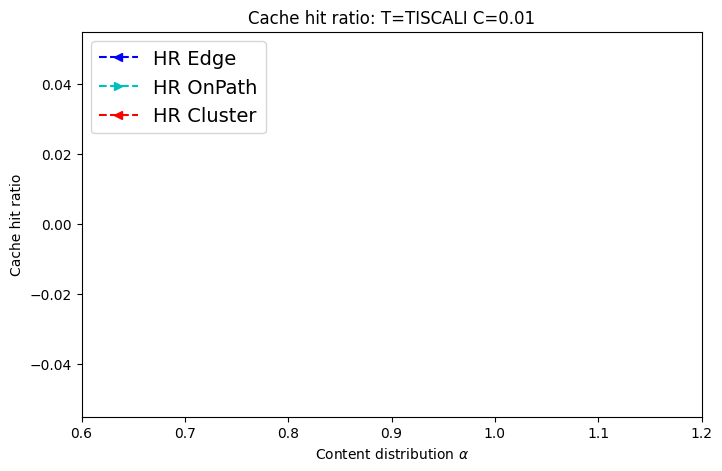 Cache hit ratio: T=TISCALI C=0.01
HR Edge
HR OnPath
HR Cluster
Cache hit ratio
0.04
0.02
0.00
−0.02
−0.04
0.6 0.7 0.8 0.9 1.0 1.1 1.2
Content distribution α